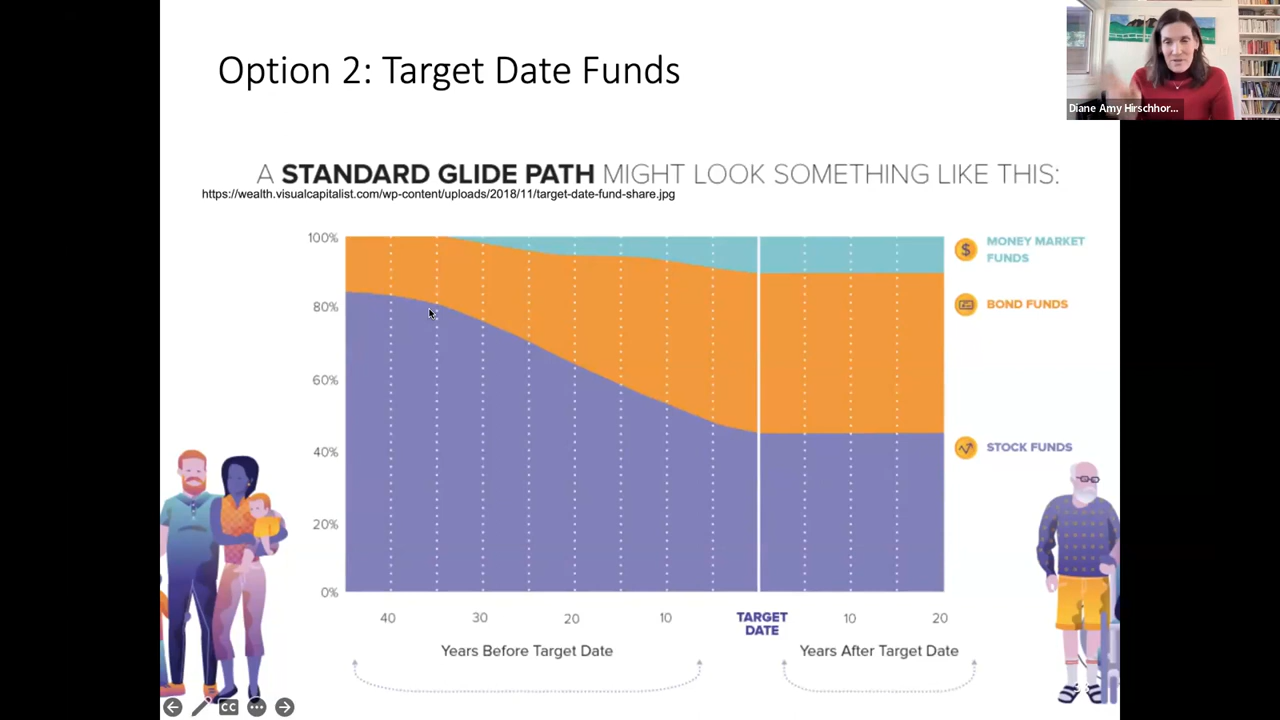 Option 2: Target Date Funds
Diane Amy Hirschhor...
A STANDARD GLIDE PATH MIGHT LOOK SOMETHING LIKE THIS:
https://wealth.visualcapitalist.com/wp-content/uploads/2018/11/target-date-fund-share.jpg
100%
80%
60%
40%
20%
0%
$
MONEY MARKET
FUNDS
BOND FUNDS
STOCK FUNDS
40
30
20
10
TARGET
DATE
10
20
Years Before Target Date
Years After Target Date
CC